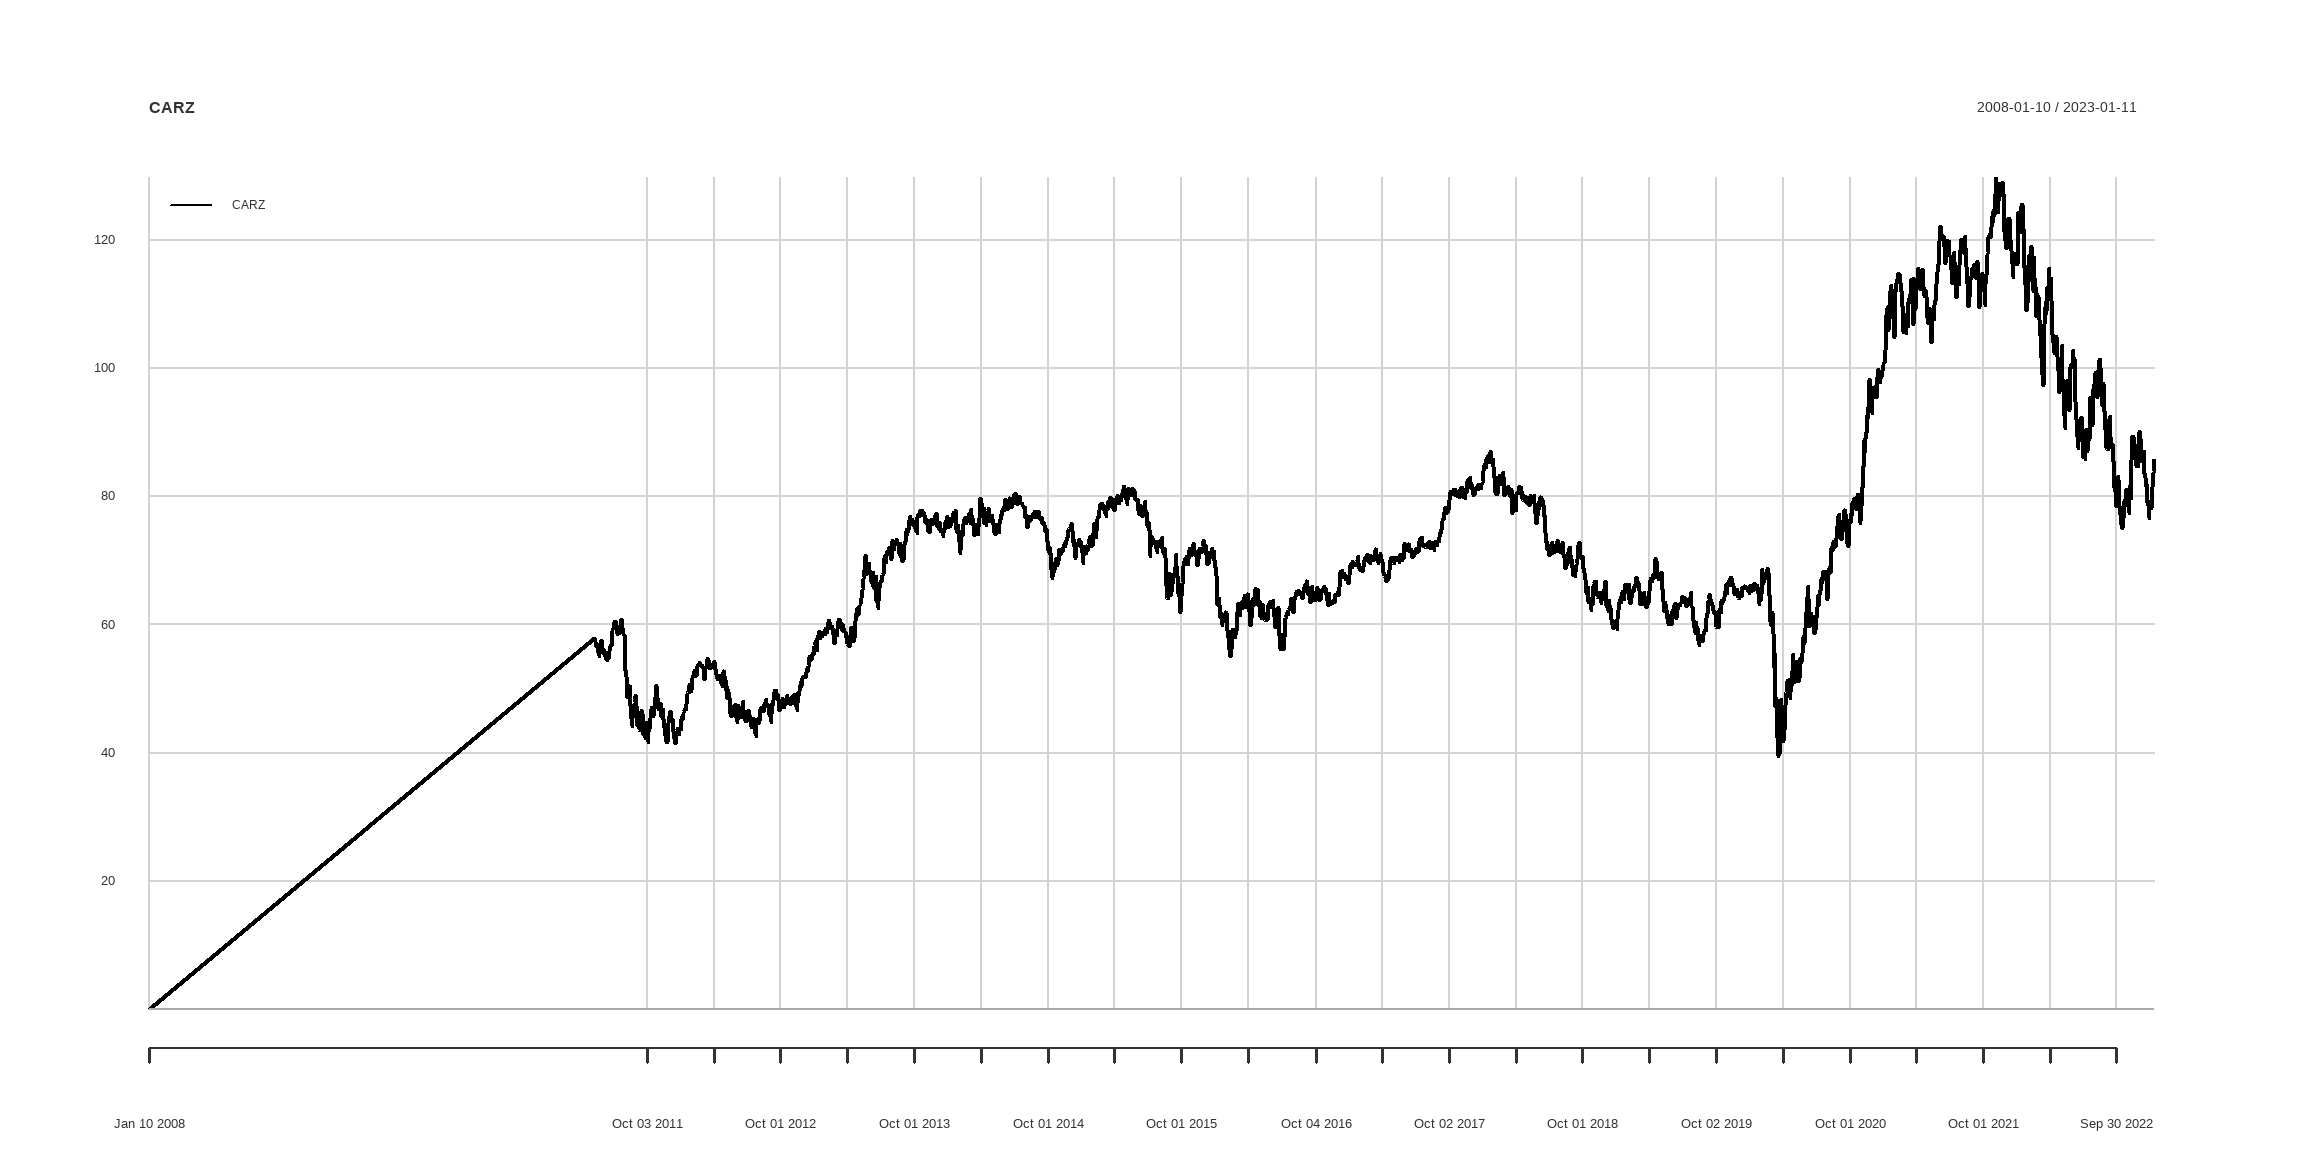 CARZ
2008-01-10 / 2023-01-11
CARZ
120
100
80
60
40
20
Jan 10 2008
Oct 03 2011
Oct 01 2012
Oct 01 2013
Oct 01 2014
Oct 01 2015
Oct 04 2016
Oct 02 2017
Oct 01 2018
Oct 02 2019
Oct 01 2020
Oct 01 2021
Sep 30 2022